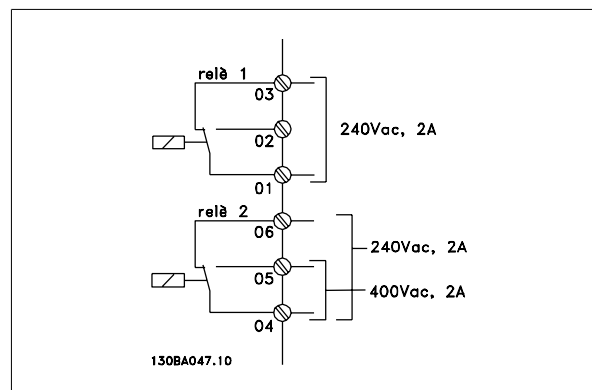 relè 1
03
02
01
240Vac, 2A
relè 2
06
05
04
240Vac, 2A
400Vac, 2A
130BA047.10